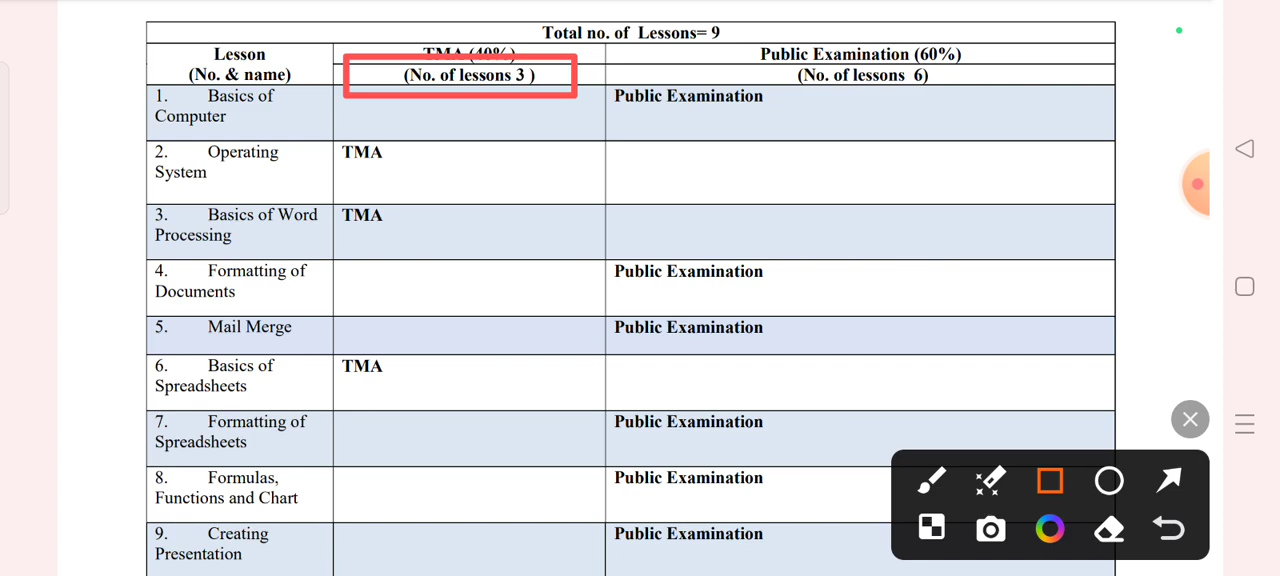 Total no. of Lessons= 9
Lesson
(No. & name)
TMA (40%)
(No. of lessons 3 )
Public Examination (60%)
(No. of lessons 6)
1. Basics of
Computer
Public Examination
2. Operating
System
TMA
3. Basics of Word
Processing
TMA
4. Formatting of
Documents
Public Examination
5. Mail Merge
Public Examination
6. Basics of
Spreadsheets
TMA
7. Formatting of
Spreadsheets
Public Examination
8. Formulas,
Functions and Chart
Public Examination
9. Creating
Presentation
Public Examination